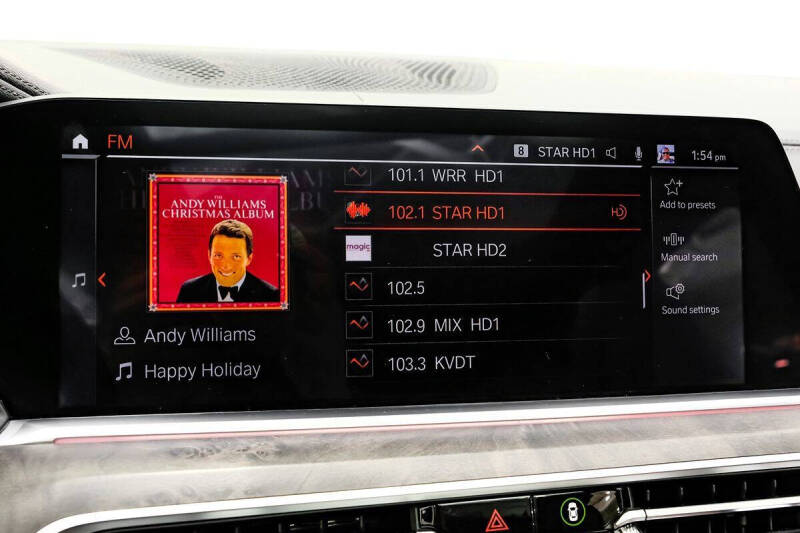 FM
8 STAR HD1
1:54 pm
THE
ANDY WILLIAMS
CHRISTMAS ALBUM
Andy Williams
Happy Holiday
101.1 WRR HD1
102.1 STAR HD1
HD
magic
STAR HD2
102.5
102.9 MIX HD1
103.3 KVDT
Add to presets
Manual search
Sound settings